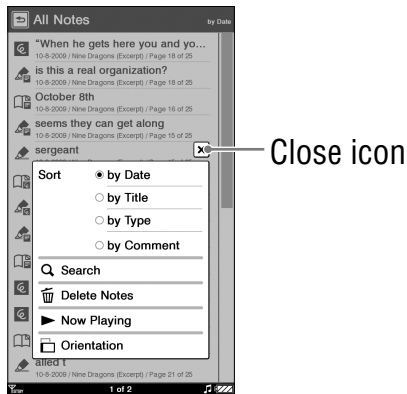 All Notes
by Date
“When he gets here you and yo...
10-8-2009 / Nine Dragons (Excerpt) / Page 18 of 25
is this a real organization?
10-8-2009 / Nine Dragons (Excerpt) / Page 18 of 25
October 8th
10-8-2009 / Nine Dragons (Excerpt) / Page 16 of 25
seems they can get along
10-8-2009 / Nine Dragons (Excerpt) / Page 15 of 25
sergeant
Close icon
Sort
by Date
by Title
by Type
by Comment
Search
Delete Notes
Now Playing
Orientation
alled t
10-8-2009 / Nine Dragons (Excerpt) / Page 21 of 25
1 of 2